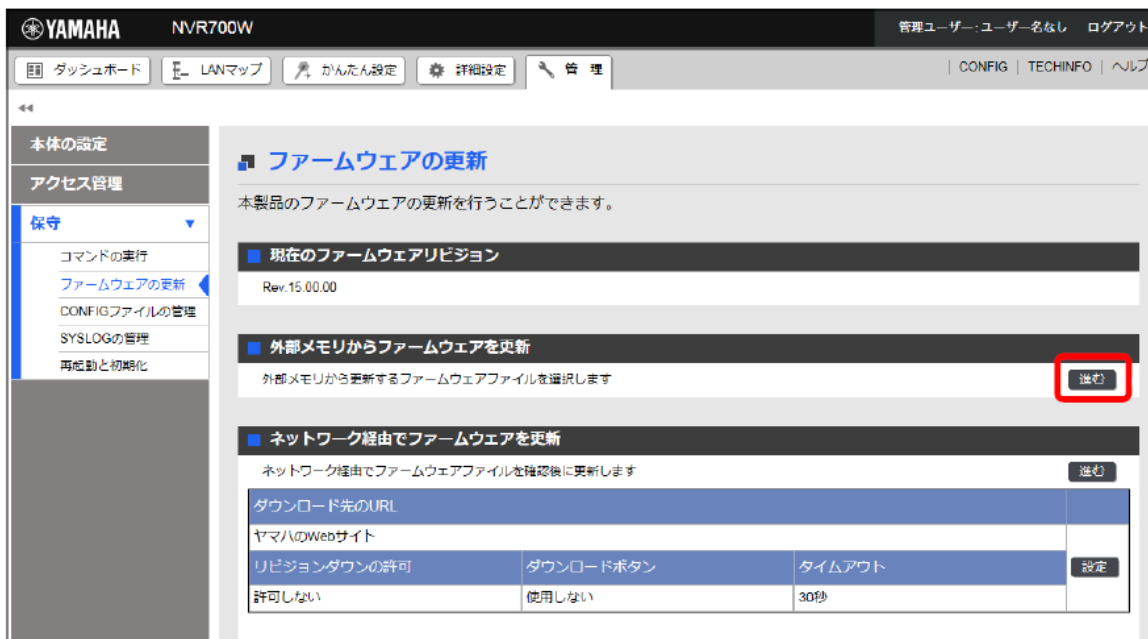 YAMAHA NVR700W 管理ユーザー:ユーザー名なし ログアウト
ダッシュボード LANマップ かんたん設定 詳細設定 管理 | CONFIG | TECHINFO | ヘルプ
本体の設定
アクセス管理
保守
コマンドの実行
ファームウェアの更新
CONFIGファイルの管理
SYSLOGの管理
再起動と初期化
ファームウェアの更新
本製品のファームウェアの更新を行うことができます。
現在のファームウェアリビジョン
Rev.15.00.00
外部メモリからファームウェアを更新
外部メモリから更新するファームウェアファイルを選択します 進む
ネットワーク経由でファームウェアを更新
ネットワーク経由でファームウェアファイルを確認後に更新します 進む
ダウンロード先のURL
ヤマハのWebサイト
リビジョンダウンの許可 ダウンロードボタン タイムアウト 設定
許可しない 使用しない 30秒